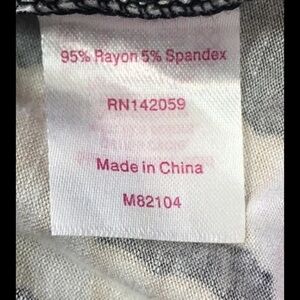 95% Rayon 5% Spandex
RN142059
Made in China
M82104